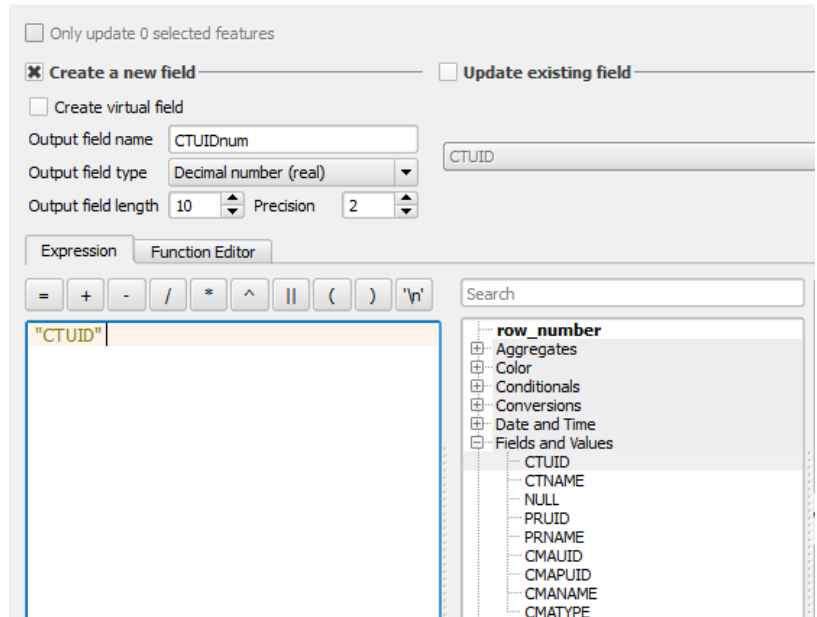 Only update 0 selected features
Create a new field
Update existing field
Create virtual field
Output field name CTUIDnum
CTUID
Output field type Decimal number (real)
Output field length 10 Precision 2
Expression Function Editor
= + - / * ^ || ( ) '\n'
Search
"CTUID"
row_number
Aggregates
Color
Conditionals
Conversions
Date and Time
Fields and Values
CTUID
CTNAME
NULL
PRUID
PRNAME
CMAUID
CMAPUID
CMANAME
CMATYPE